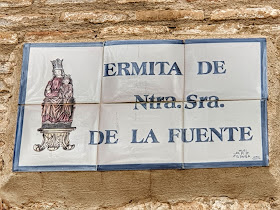 ERMITA DE
Ntra. Sra.
DE LA FUENTE